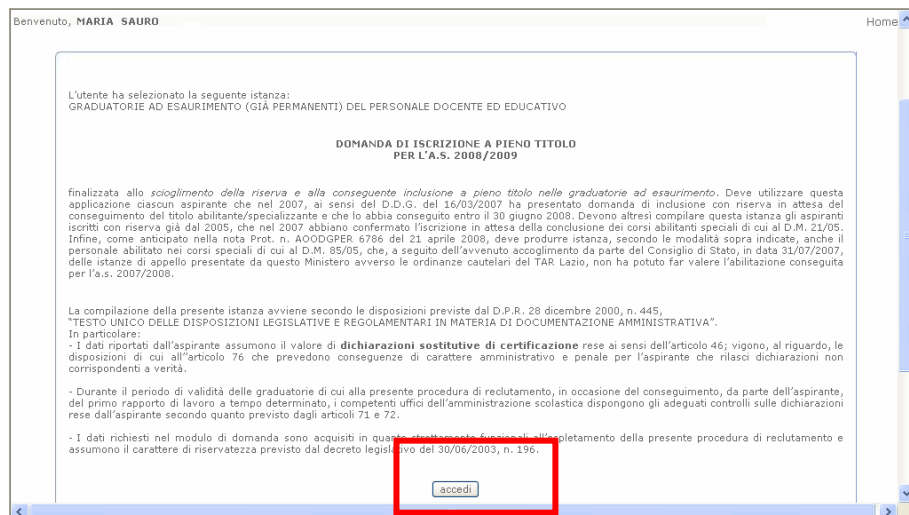 Benvenuto, MARIA SAURO
Home
L'utente ha selezionato la seguente istanza:
GRADUATORIE AD ESAURIMENTO (GIÀ PERMANENTI) DEL PERSONALE DOCENTE ED EDUCATIVO
DOMANDA DI ISCRIZIONE A PIENO TITOLO
PER L'A.S. 2008/2009
finalizzata allo scioglimento della riserva e alla conseguente inclusione a pieno titolo nelle graduatorie ad esaurimento. Deve utilizzare questa
applicazione ciascun aspirante che nel 2007, ai sensi del D.D.G. del 16/03/2007 ha presentato domanda di inclusione con riserva in attesa del
conseguimento del titolo abilitante/specializzante e che lo abbia conseguito entro il 30 giugno 2008. Devono altresì compilare questa istanza gli aspiranti
iscritti con riserva già dal 2005, che nel 2007 abbiano confermato l'iscrizione in attesa della conclusione dei corsi abilitanti speciali di cui al D.M. 21/05.
Infine, come anticipato nella nota Prot. n. AOODGPER 6786 del 21 aprile 2008, deve produrre istanza, secondo le modalità sopra indicate, anche il
personale abilitato nei corsi speciali di cui al D.M. 85/05, che, a seguito dell'avvenuto accoglimento da parte del Consiglio di Stato, in data 31/07/2007,
delle istanze di appello presentate da questo Ministero avverso le ordinanze cautelari del TAR Lazio, non ha potuto far valere l'abilitazione conseguita
per l'a.s. 2007/2008.
La compilazione della presente istanza avviene secondo le disposizioni previste dal D.P.R. 28 dicembre 2000, n. 445,
"TESTO UNICO DELLE DISPOSIZIONI LEGISLATIVE E REGOLAMENTARI IN MATERIA DI DOCUMENTAZIONE AMMINISTRATIVA".
In particolare:
- I dati riportati dall'aspirante assumono il valore di dichiarazioni sostitutive di certificazione rese ai sensi dell'articolo 46; vigono, al riguardo, le
disposizioni di cui all''articolo 76 che prevedono conseguenze di carattere amministrativo e penale per l'aspirante che rilasci dichiarazioni non
corrispondenti a verità.
- Durante il periodo di validità delle graduatorie di cui alla presente procedura di reclutamento, in occasione del conseguimento, da parte dell'aspirante,
del primo rapporto di lavoro a tempo determinato, i competenti uffici dell'amministrazione scolastica dispongono gli adeguati controlli sulle dichiarazioni
rese dall'aspirante secondo quanto previsto dagli articoli 71 e 72.
- I dati richiesti nel modulo di domanda sono acquisiti in quanto strettamente funzionali all'espletamento della presente procedura di reclutamento e
assumono il carattere di riservatezza previsto dal decreto legislativo del 30/06/2003, n. 196.
accedi